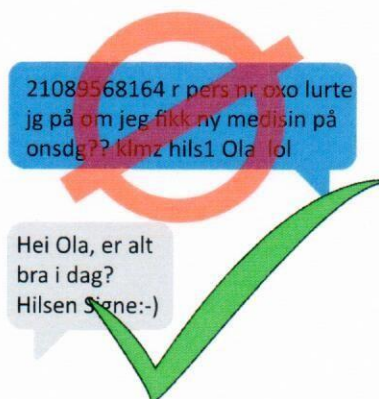 21089568164 r pers nr oxo lurte
jg på om jeg fikk ny medisin på
onsdg?? klmz hils1 Ola lol
Hei Ola, er alt
bra i dag?
Hilsen Signe:-)